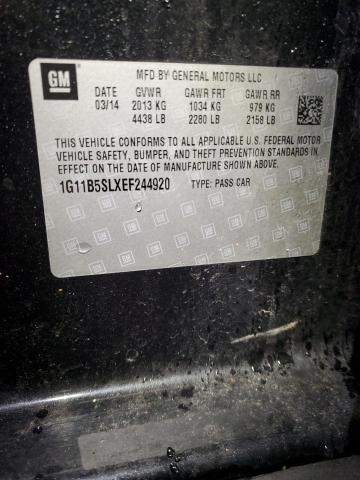 GM
MFD BY GENERAL MOTORS LLC
DATE GVWR GAWR FRT GAWR RR
03/14 2013 KG 1034 KG 979 KG
4438 LB 2280 LB 2158 LB
THIS VEHICLE CONFORMS TO ALL APPLICABLE U.S. FEDERAL MOTOR
VEHICLE SAFETY, BUMPER, AND THEFT PREVENTION STANDARDS IN
EFFECT ON THE DATE OF MANUFACTURE SHOWN ABOVE.
1G11B5SLXEF244920 TYPE: PASS CAR